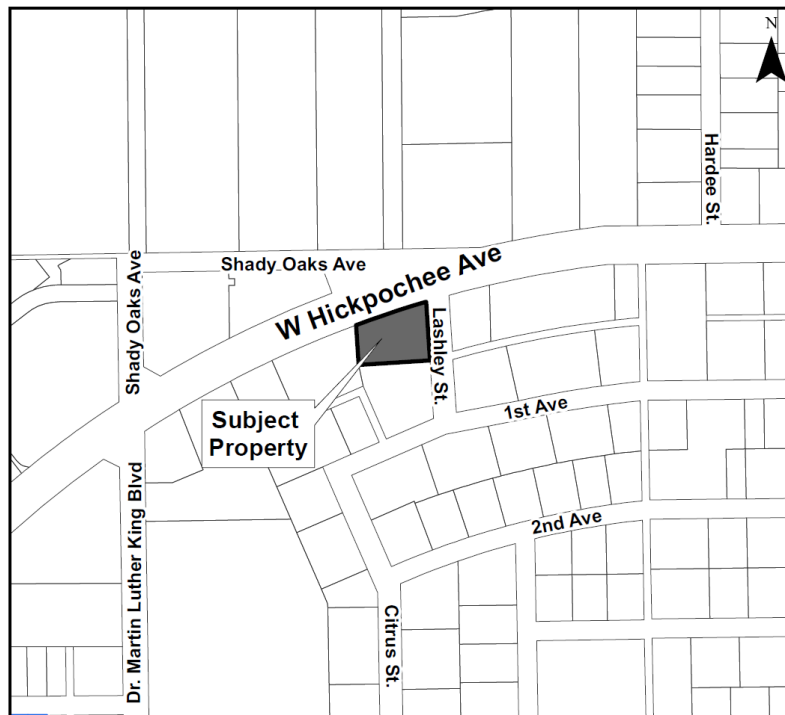 N
Hardee St.
Shady Oaks Ave
W Hickpochee Ave
Shady Oaks Ave
Lashley St.
Subject
Property
1st Ave
2nd Ave
Dr. Martin Luther King Blvd
Citrus St.